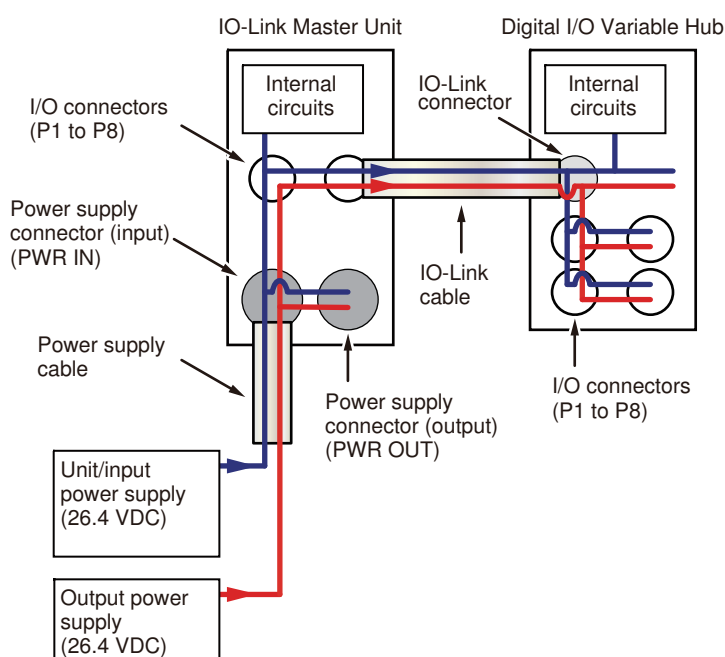 IO-Link Master Unit
Digital I/O Variable Hub
Internal
circuits
IO-Link
connector
Internal
circuits
I/O connectors
(P1 to P8)
Power supply
connector (input)
(PWR IN)
IO-Link
cable
Power supply
cable
Power supply
connector (output)
(PWR OUT)
I/O connectors
(P1 to P8)
Unit/input
power supply
(26.4 VDC)
Output power
supply
(26.4 VDC)